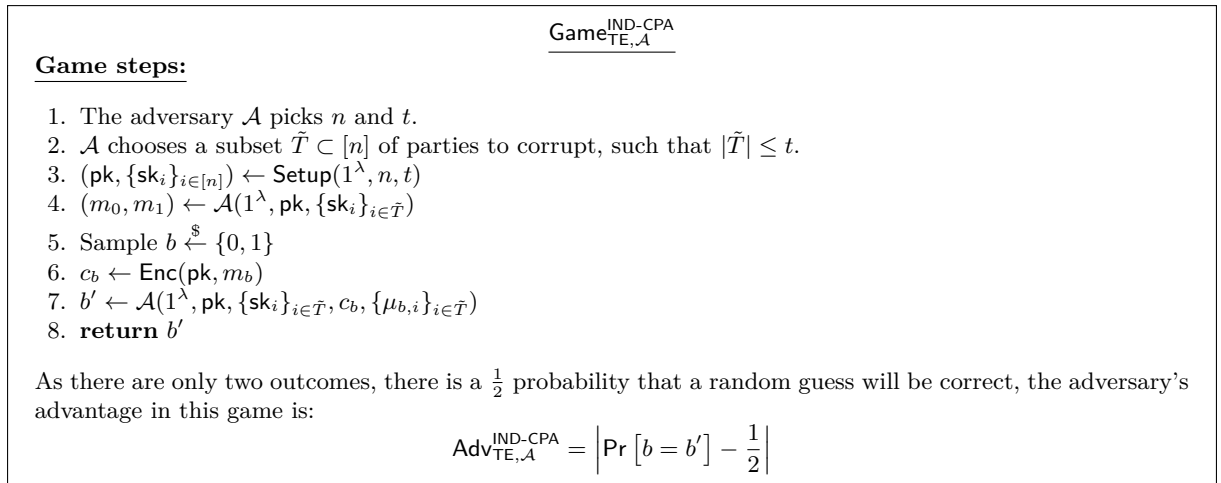 Game^{IND-CPA}_{TE,𝒜}
Game steps:
1. The adversary 𝒜 picks n and t.
2. 𝒜 chooses a subset T̃ ⊂ [n] of parties to corrupt, such that |T̃| ≤ t.
3. (pk, {sk_i}_{i∈[n]}) ← Setup(1^λ, n, t)
4. (m_0, m_1) ← 𝒜(1^λ, pk, {sk_i}_{i∈T̃})
5. Sample b ←^$ {0, 1}
6. c_b ← Enc(pk, m_b)
7. b′ ← 𝒜(1^λ, pk, {sk_i}_{i∈T̃}, c_b, {μ_{b,i}}_{i∈T̃})
8. return b′
As there are only two outcomes, there is a 1/2 probability that a random guess will be correct, the adversary's
advantage in this game is:
Adv^{IND-CPA}_{TE,𝒜} = |Pr [b = b′] − 1/2|